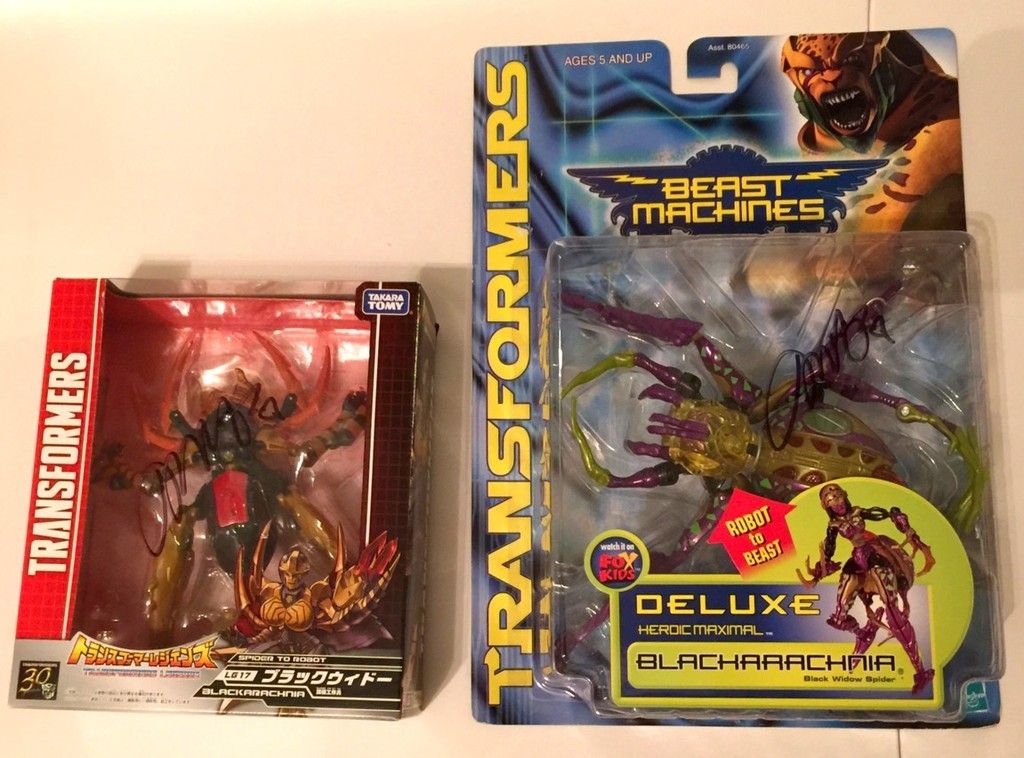 TRANSFORMERS
TAKARA
TOMY
トランスフォーマーレジェンズ
SPIDER TO ROBOT
LG17 ブラックウィドー
BLACKARACHNIA
30
TRANSFORMERS
AGES 5 AND UP
Asst. 80465
BEAST
MACHINES
ROBOT
to
BEAST
watch it on
FOX
KIDS
DELUXE
HEROIC MAXIMAL™
BLACKARACHNIA®
Black Widow Spider
Hasbro